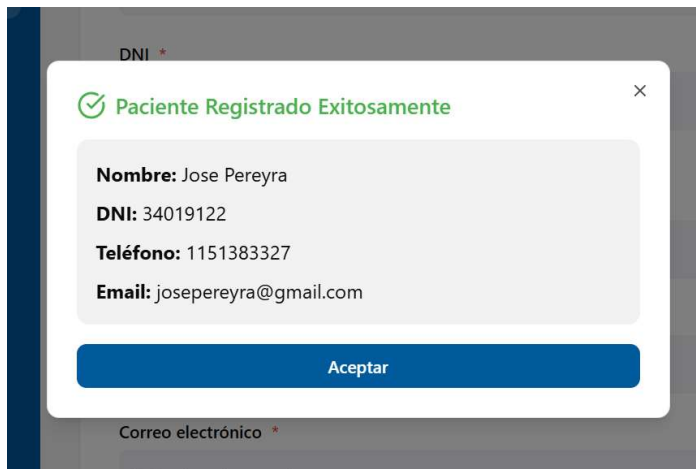 DNI *
Paciente Registrado Exitosamente
Nombre: Jose Pereyra
DNI: 34019122
Teléfono: 1151383327
Email: josepereyra@gmail.com
Aceptar
Correo electrónico *